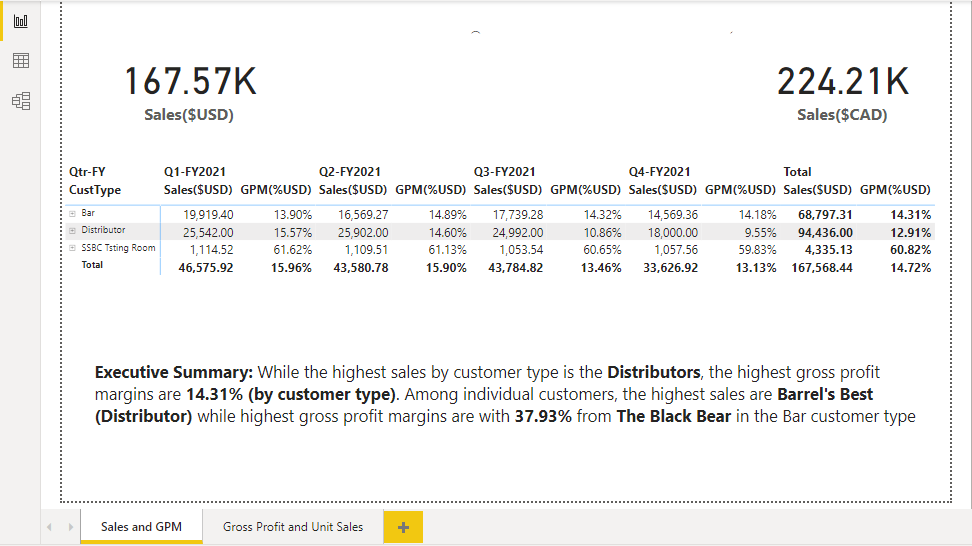 167.57K
Sales($USD)
224.21K
Sales($CAD)
Qtr-FY Q1-FY2021 Q2-FY2021 Q3-FY2021 Q4-FY2021 Total
CustType Sales($USD) GPM(%USD) Sales($USD) GPM(%USD) Sales($USD) GPM(%USD) Sales($USD) GPM(%USD) Sales($USD) GPM(%USD)
Bar 19,919.40 13.90% 16,569.27 14.89% 17,739.28 14.32% 14,569.36 14.18% 68,797.31 14.31%
Distributor 25,542.00 15.57% 25,902.00 14.60% 24,992.00 10.86% 18,000.00 9.55% 94,436.00 12.91%
SSBC Tsting Room 1,114.52 61.62% 1,109.51 61.13% 1,053.54 60.65% 1,057.56 59.83% 4,335.13 60.82%
Total 46,575.92 15.96% 43,580.78 15.90% 43,784.82 13.46% 33,626.92 13.13% 167,568.44 14.72%
Executive Summary: While the highest sales by customer type is the Distributors, the highest gross profit
margins are 14.31% (by customer type). Among individual customers, the highest sales are Barrel's Best
(Distributor) while highest gross profit margins are with 37.93% from The Black Bear in the Bar customer type
Sales and GPM Gross Profit and Unit Sales +